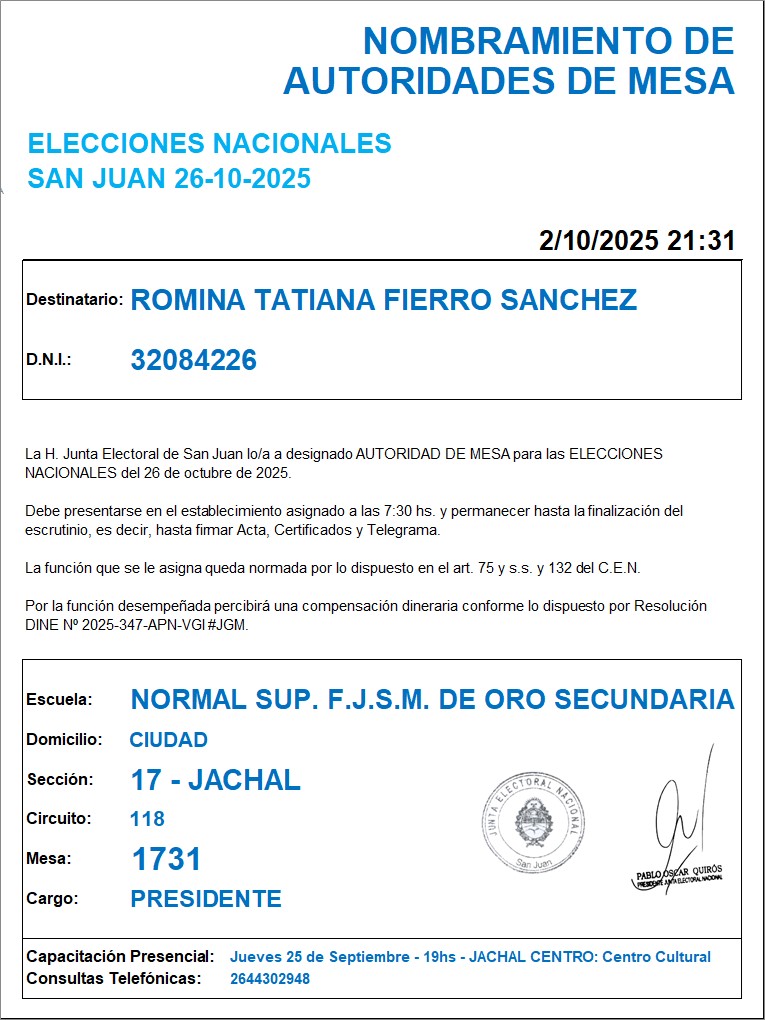 NOMBRAMIENTO DE
AUTORIDADES DE MESA
ELECCIONES NACIONALES
SAN JUAN 26-10-2025
2/10/2025 21:31
Destinatario: ROMINA TATIANA FIERRO SANCHEZ
D.N.I.: 32084226
La H. Junta Electoral de San Juan lo/a a designado AUTORIDAD DE MESA para las ELECCIONES
NACIONALES del 26 de octubre de 2025.
Debe presentarse en el establecimiento asignado a las 7:30 hs. y permanecer hasta la finalización del
escrutinio, es decir, hasta firmar Acta, Certificados y Telegrama.
La función que se le asigna queda normada por lo dispuesto en el art. 75 y s.s. y 132 del C.E.N.
Por la función desempeñada percibirá una compensación dineraria conforme lo dispuesto por Resolución
DINE Nº 2025-347-APN-VGI#JGM.
Escuela: NORMAL SUP. F.J.S.M. DE ORO SECUNDARIA
Domicilio: CIUDAD
Sección: 17 - JACHAL
Circuito: 118
Mesa: 1731
Cargo: PRESIDENTE
JUNTA ELECTORAL NACIONAL
San Juan
PABLO OSCAR QUIRÓS
PRESIDENTE JUNTA ELECTORAL NACIONAL
Capacitación Presencial: Jueves 25 de Septiembre - 19hs - JACHAL CENTRO: Centro Cultural
Consultas Telefónicas: 2644302948